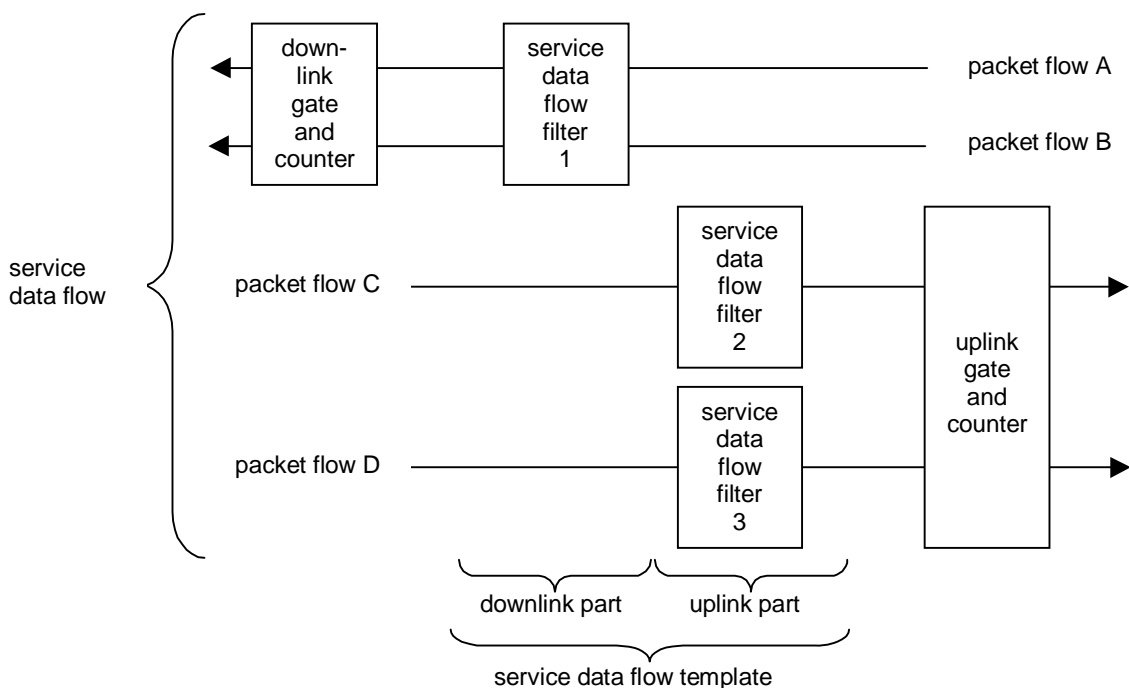 down-
link
gate
and
counter
service
data
flow
filter
1
packet flow A
packet flow B
service
data flow
packet flow C
service
data
flow
filter
2
uplink
gate
and
counter
packet flow D
service
data
flow
filter
3
downlink part
uplink part
service data flow template